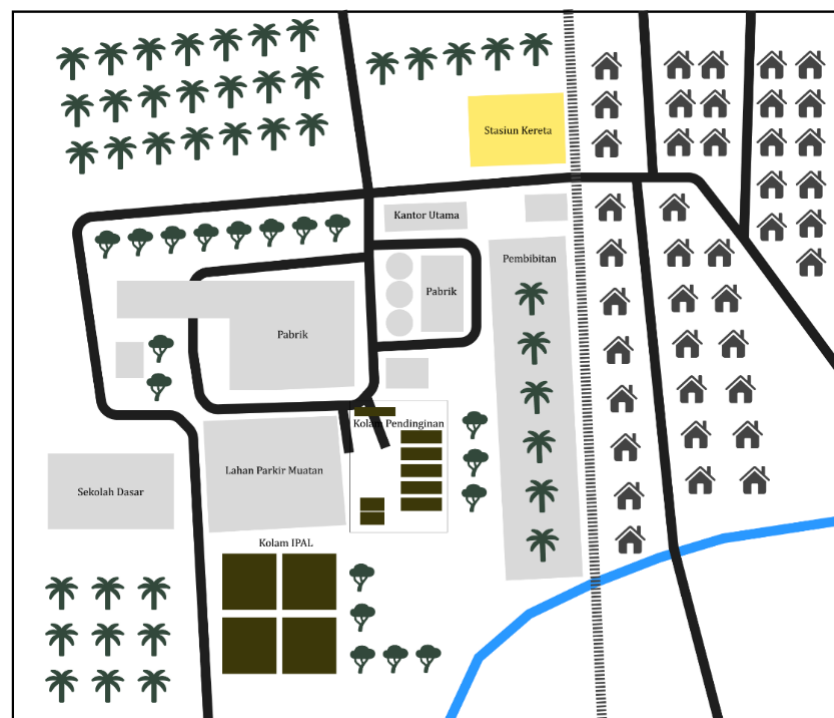 Stasiun Kereta
Kantor Utama
Pembibitan
Pabrik
Pabrik
Kolam Pendinginan
Lahan Parkir Muatan
Sekolah Dasar
Kolam IPAL